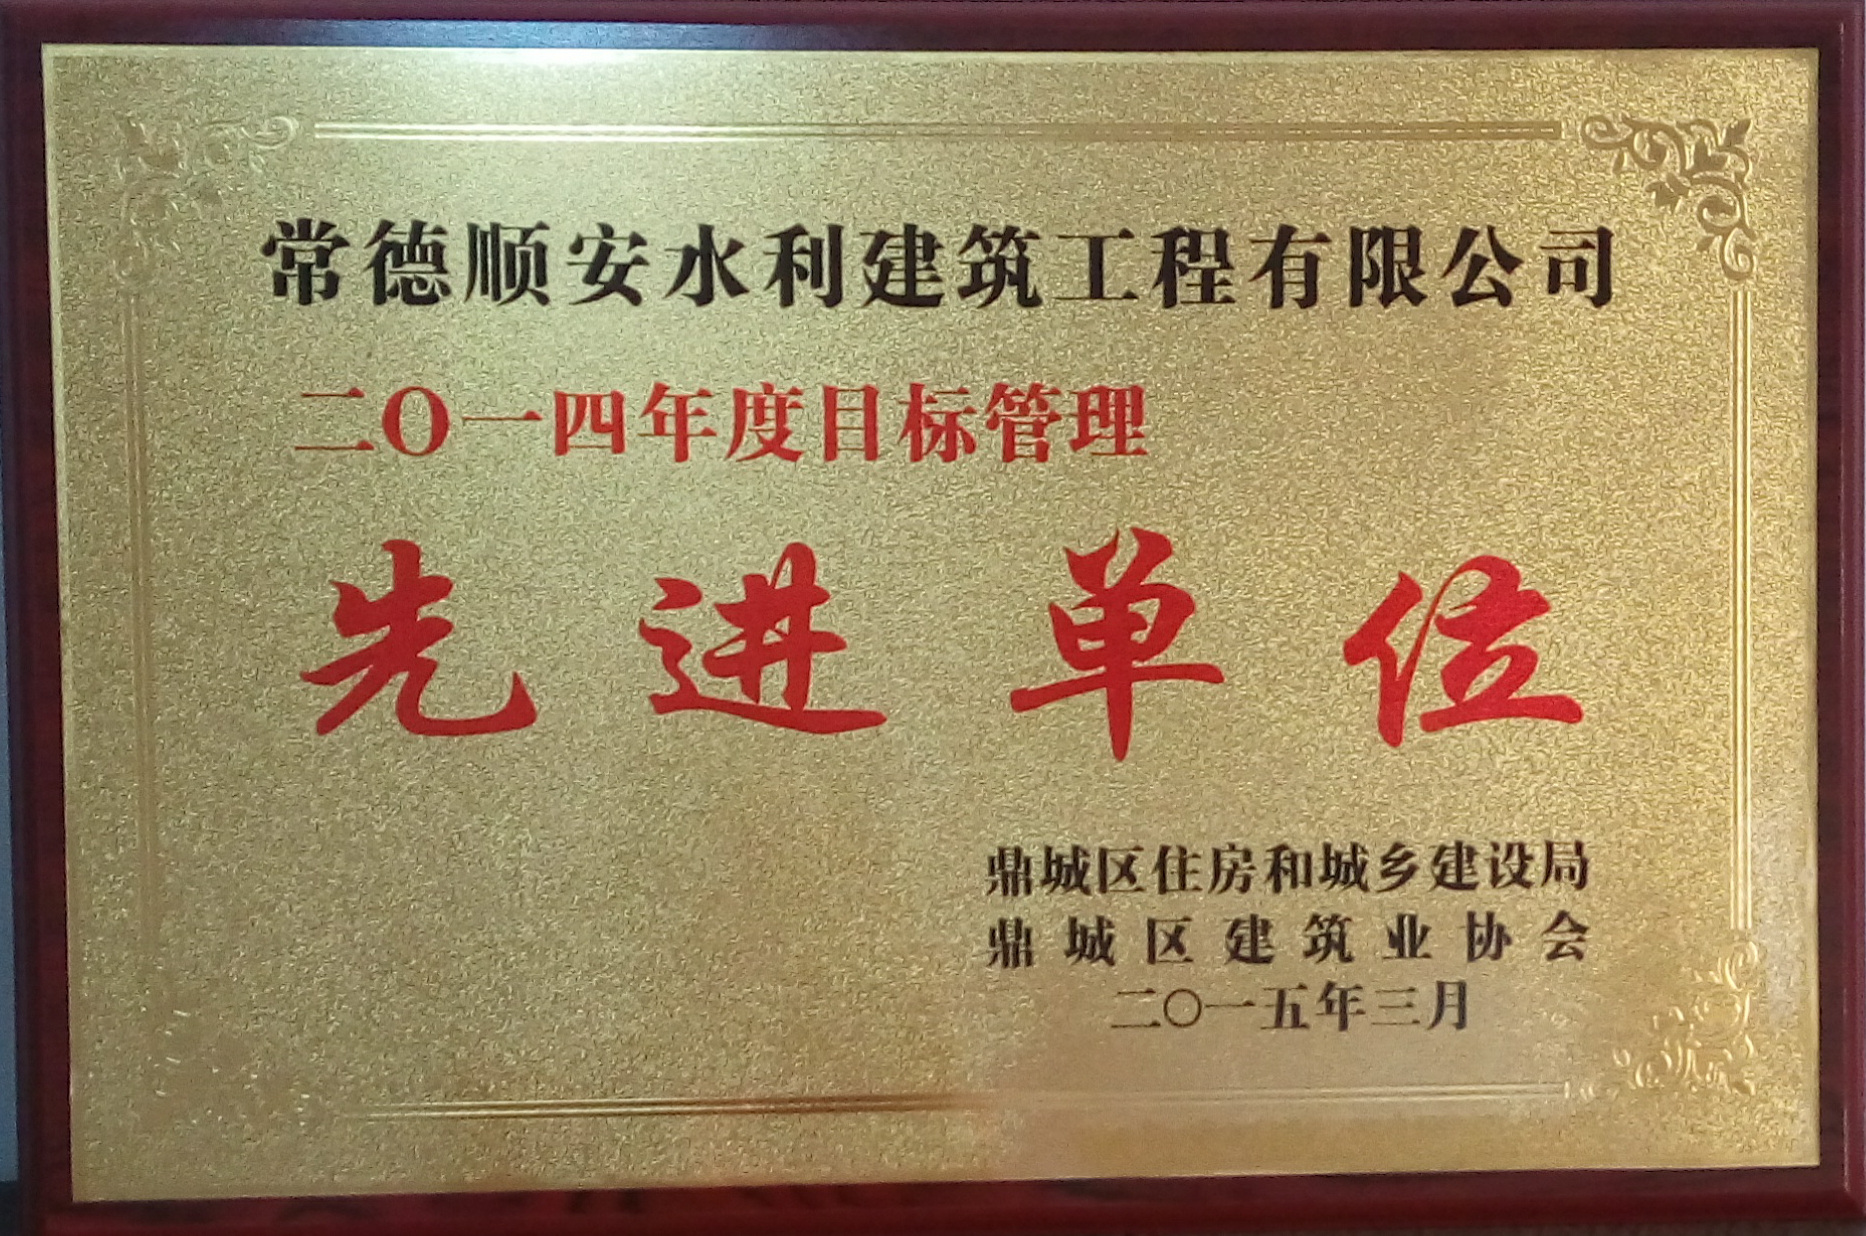 常德顺安水利建筑工程有限公司
二〇一四年度目标管理
先进单位
鼎城区住房和城乡建设局
鼎城区建筑业协会
二〇一五年三月